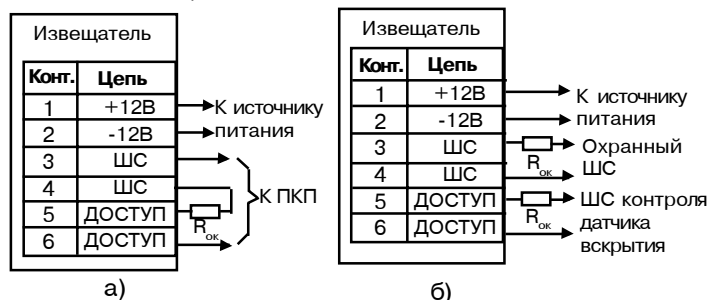 Извещатель
Конт. Цепь
1 +12В К источнику
2 -12В питания
3 ШС
4 ШС К ПКП
5 ДОСТУП Rок
6 ДОСТУП
а)
Извещатель
Конт. Цепь
1 +12В К источнику
2 -12В питания
3 ШС Rок Охранный
4 ШС ШС
5 ДОСТУП Rок ШС контроля
6 ДОСТУП датчика
вскрытия
б)